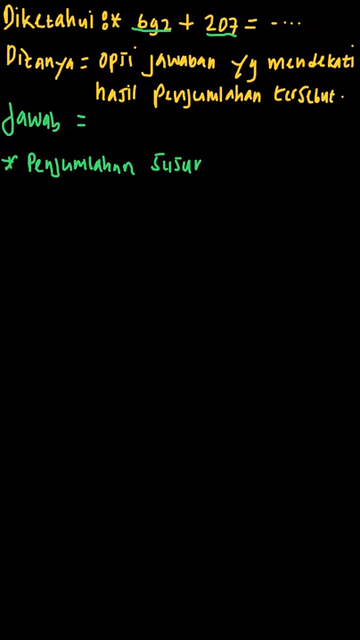 Diketahui :* 692 + 207 = ....
Ditanya = opsi jawaban yg mendekati
hasil penjumlahan tersebut.
Jawab =
* Penjumlahan susun